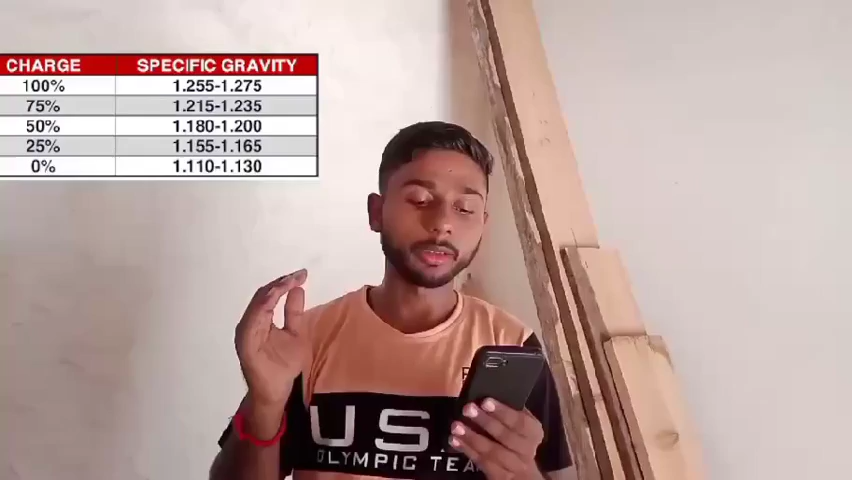 CHARGE SPECIFIC GRAVITY
100% 1.255-1.275
75% 1.215-1.235
50% 1.180-1.200
25% 1.155-1.165
0% 1.110-1.130
USA
OLYMPIC TEA